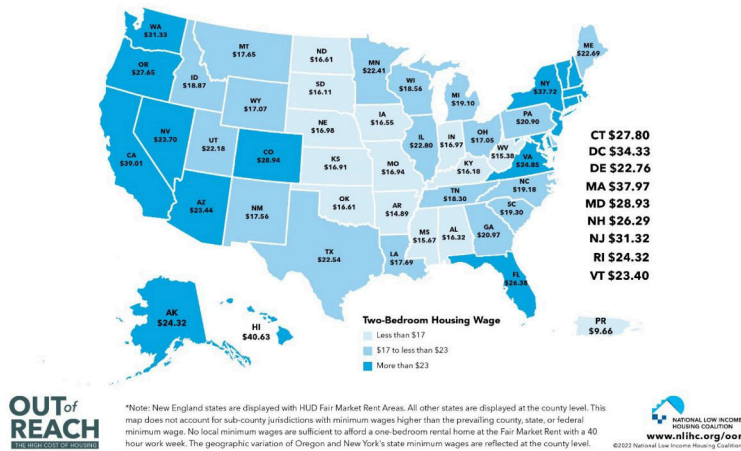 WA
$31.33
OR
$27.65
CA
$39.01
NV
$23.70
ID
$18.87
MT
$17.65
WY
$17.07
UT
$22.18
CO
$28.94
AZ
$23.44
NM
$17.56
ND
$16.61
SD
$16.11
NE
$16.98
KS
$16.91
OK
$16.61
TX
$22.54
MN
$22.41
IA
$16.55
MO
$16.94
AR
$14.89
LA
$17.69
WI
$18.56
IL
$22.80
MI
$19.10
IN
$16.97
OH
$17.05
KY
$16.18
TN
$18.30
MS
$15.67
AL
$16.32
GA
$20.97
FL
$26.38
SC
$19.30
NC
$19.18
WV
$15.38
VA
$24.85
PA
$20.90
NY
$37.72
ME
$22.69
CT $27.80
DC $34.33
DE $22.76
MA $37.97
MD $28.93
NH $26.29
NJ $31.32
RI $24.32
VT $23.40
AK
$24.32
HI
$40.63
PR
$9.66
Two-Bedroom Housing Wage
Less than $17
$17 to less than $23
More than $23
OUT of
REACH
THE HIGH COST OF HOUSING
*Note: New England states are displayed with HUD Fair Market Rent Areas. All other states are displayed at the county level. This
map does not account for sub-county jurisdictions with minimum wages higher than the prevailing county, state, or federal
minimum wage. No local minimum wages are sufficient to afford a one-bedroom rental home at the Fair Market Rent with a 40
hour work week. The geographic variation of Oregon and New York's state minimum wages are reflected at the county level.
NATIONAL LOW INCOME
HOUSING COALITION
www.nlihc.org/oor
©2022 National Low Income Housing Coalition